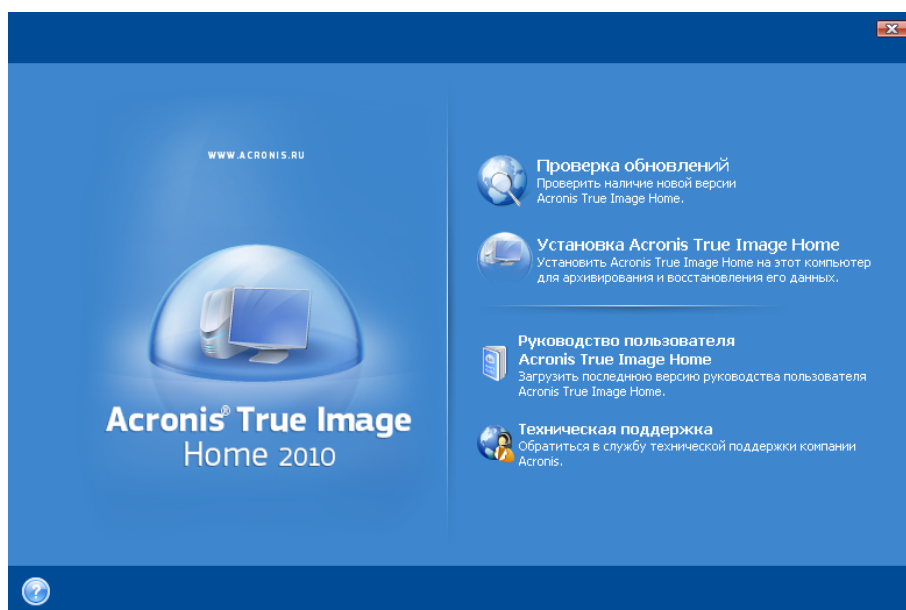 WWW.ACRONIS.RU
Acronis® True Image
Home 2010
Проверка обновлений
Проверить наличие новой версии
Acronis True Image Home.
Установка Acronis True Image Home
Установить Acronis True Image Home на этот компьютер
для архивирования и восстановления его данных.
Руководство пользователя
Acronis True Image Home
Загрузить последнюю версию руководства пользователя
Acronis True Image Home.
Техническая поддержка
Обратиться в службу технической поддержки компании
Acronis.
?